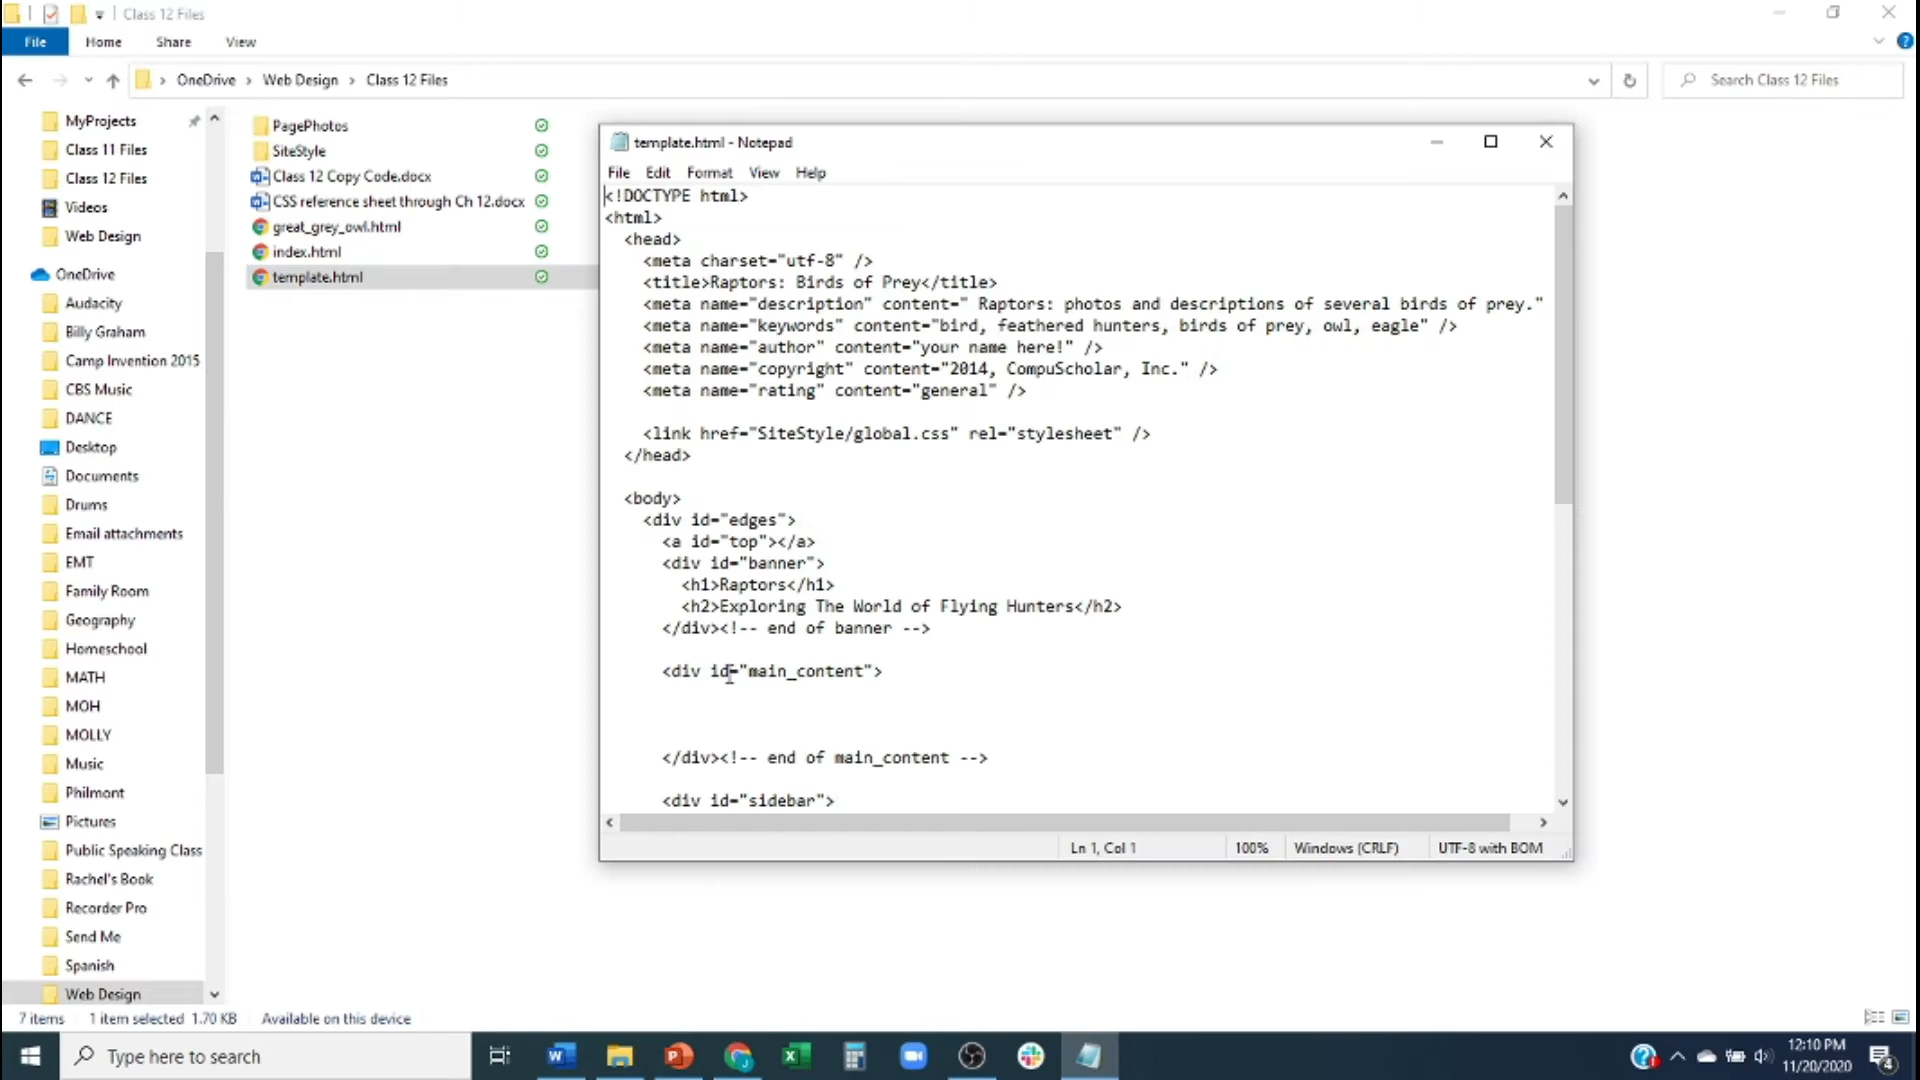 Class 12 Files
File Home Share View
OneDrive > Web Design > Class 12 Files
Search Class 12 Files
MyProjects
Class 11 Files
Class 12 Files
Videos
Web Design
OneDrive
Audacity
Billy Graham
Camp Invention 2015
CBS Music
DANCE
Desktop
Documents
Drums
Email attachments
EMT
Family Room
Geography
Homeschool
MATH
MOH
MOLLY
Music
Philmont
Pictures
Public Speaking Class
Rachel's Book
Recorder Pro
Send Me
Spanish
Web Design
PagePhotos
SiteStyle
Class 12 Copy Code.docx
CSS reference sheet through Ch 12.docx
great_grey_owl.html
index.html
template.html
template.html - Notepad
File Edit Format View Help
<!DOCTYPE html>
<html>
<head>
<meta charset="utf-8" />
<title>Raptors: Birds of Prey</title>
<meta name="description" content=" Raptors: photos and descriptions of several birds of prey."
<meta name="keywords" content="bird, feathered hunters, birds of prey, owl, eagle" />
<meta name="author" content="your name here!" />
<meta name="copyright" content="2014, CompuScholar, Inc." />
<meta name="rating" content="general" />
<link href="SiteStyle/global.css" rel="stylesheet" />
</head>
<body>
<div id="edges">
<a id="top"></a>
<div id="banner">
<h1>Raptors</h1>
<h2>Exploring The World of Flying Hunters</h2>
</div><!-- end of banner -->
<div id="main_content">
</div><!-- end of main_content -->
<div id="sidebar">
Ln 1, Col 1 100% Windows (CRLF) UTF-8 with BOM
7 items 1 item selected 1.70 KB Available on this device
Type here to search
12:10 PM
11/20/2020
4